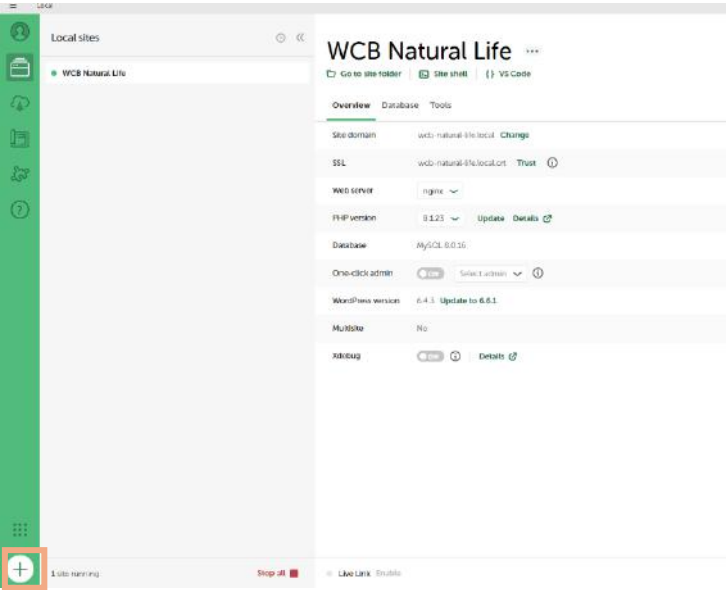 Local
Local sites
WCB Natural Life
1 site running
Stop all
WCB Natural Life
Go to site folder Site shell VS Code
Overview Database Tools
Site domain wcb-natural-life.local Change
SSL wcb-natural-life.local.crt Trust
Web server nginx
PHP version 8.1.23 Update Details
Database MySQL 8.0.16
One-click admin Off Select admin
WordPress version 6.4.3 Update to 6.6.1
Multisite No
Xdebug Off Details
Live Link Enable